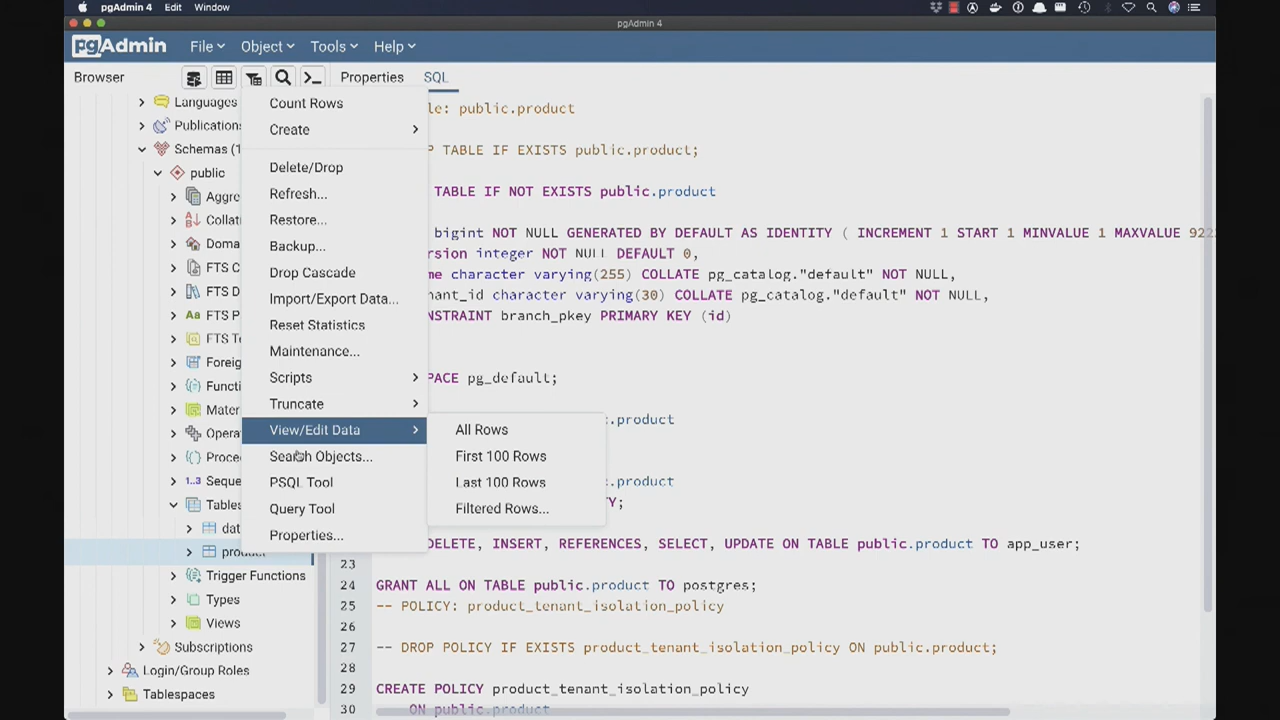 pgAdmin 4 Edit Window
pgAdmin 4
pgAdmin File Object Tools Help
Browser Properties SQL
Languages
Publications
Schemas (1
public
Aggre
Collat
Doma
FTS C
FTS D
FTS P
FTS Te
Foreig
Functi
Mater
Opera
Proce
1..3 Seque
Tables
dat
product
Trigger Functions
Types
Views
Subscriptions
Login/Group Roles
Tablespaces
Count Rows
Create
Delete/Drop
Refresh...
Restore...
Backup...
Drop Cascade
Import/Export Data...
Reset Statistics
Maintenance...
Scripts
Truncate
View/Edit Data
Search Objects...
PSQL Tool
Query Tool
Properties...
All Rows
First 100 Rows
Last 100 Rows
Filtered Rows...
le: public.product
P TABLE IF EXISTS public.product;
TABLE IF NOT EXISTS public.product
bigint NOT NULL GENERATED BY DEFAULT AS IDENTITY ( INCREMENT 1 START 1 MINVALUE 1 MAXVALUE 922
rsion integer NOT NULL DEFAULT 0,
me character varying(255) COLLATE pg_catalog."default" NOT NULL,
nant_id character varying(30) COLLATE pg_catalog."default" NOT NULL,
NSTRAINT branch_pkey PRIMARY KEY (id)
PACE pg_default;
.product
.product
TY;
DELETE, INSERT, REFERENCES, SELECT, UPDATE ON TABLE public.product TO app_user;
23
24 GRANT ALL ON TABLE public.product TO postgres;
25 -- POLICY: product_tenant_isolation_policy
26
27 -- DROP POLICY IF EXISTS product_tenant_isolation_policy ON public.product;
28
29 CREATE POLICY product_tenant_isolation_policy
30 ON public.product